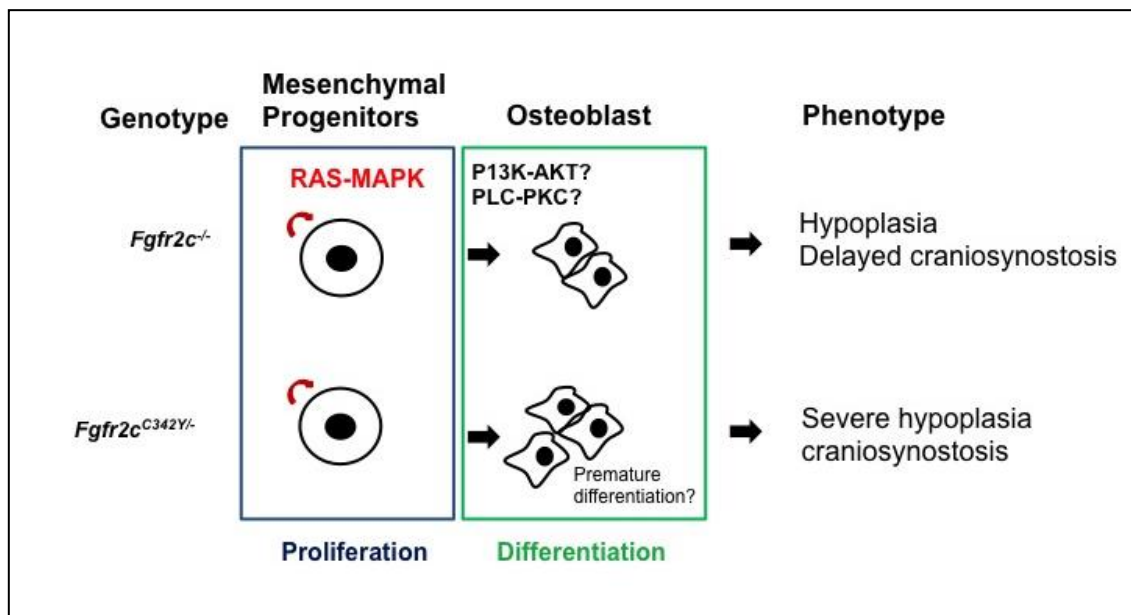 Genotype
Mesenchymal
Progenitors
Osteoblast
Phenotype
RAS-MAPK
P13K-AKT?
PLC-PKC?
Fgfr2c-/-
Hypoplasia
Delayed craniosynostosis
Fgfr2cC342Y/-
Premature
differentiation?
Severe hypoplasia
craniosynostosis
Proliferation
Differentiation